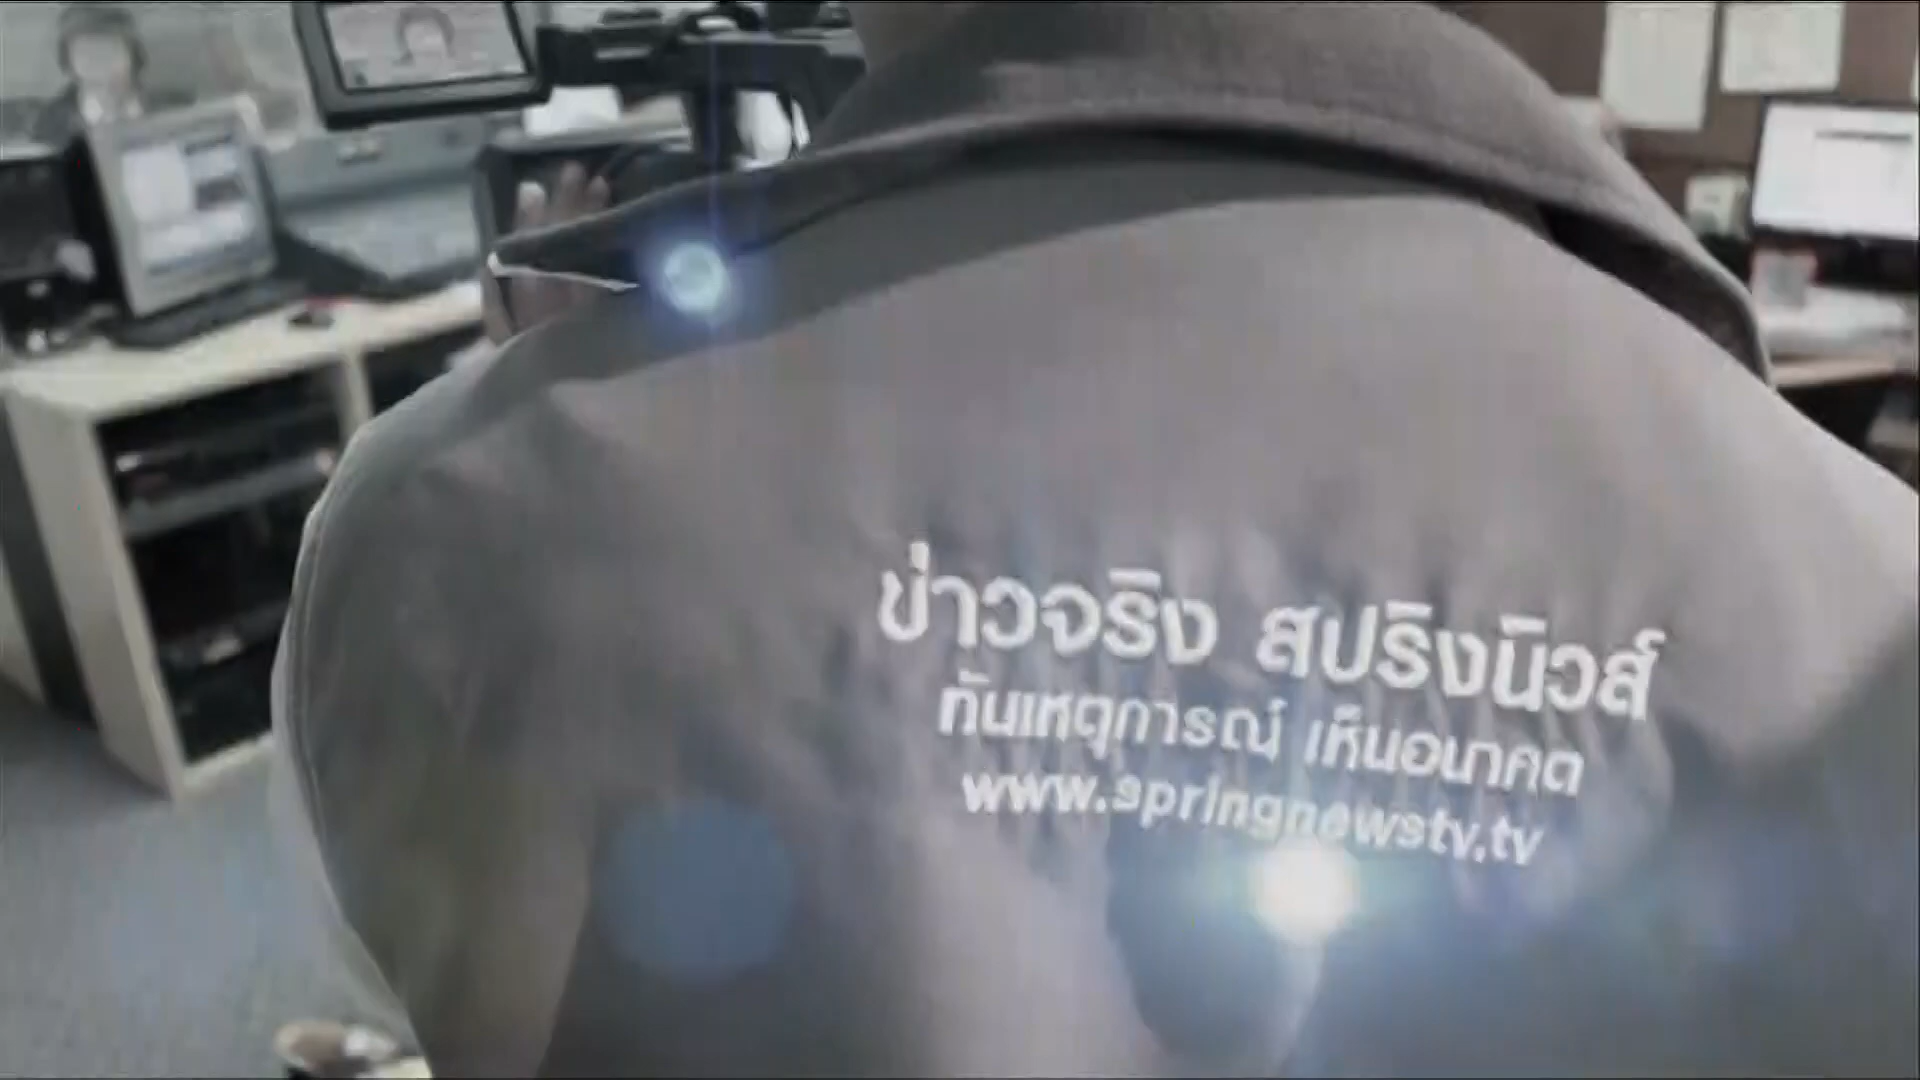 ข่าวจริง สปริงนิวส์
ทันเหตุการณ์ เห็นอนาคต
www.springnewstv.tv